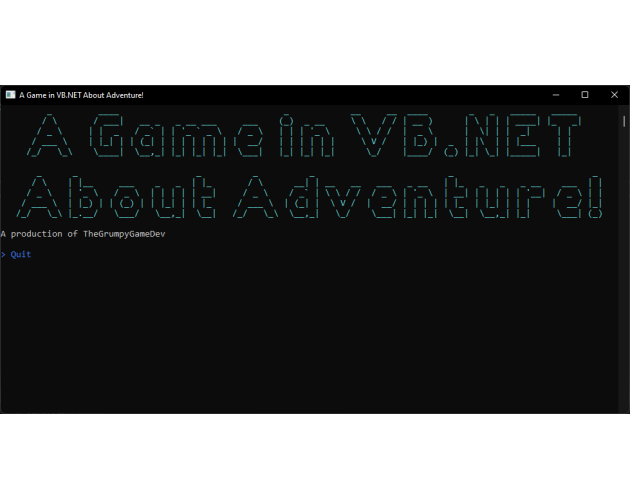 A Game in VB.NET About Adventure!
A Game in VB.NET
About Adventure!
A production of TheGrumpyGameDev
> Quit